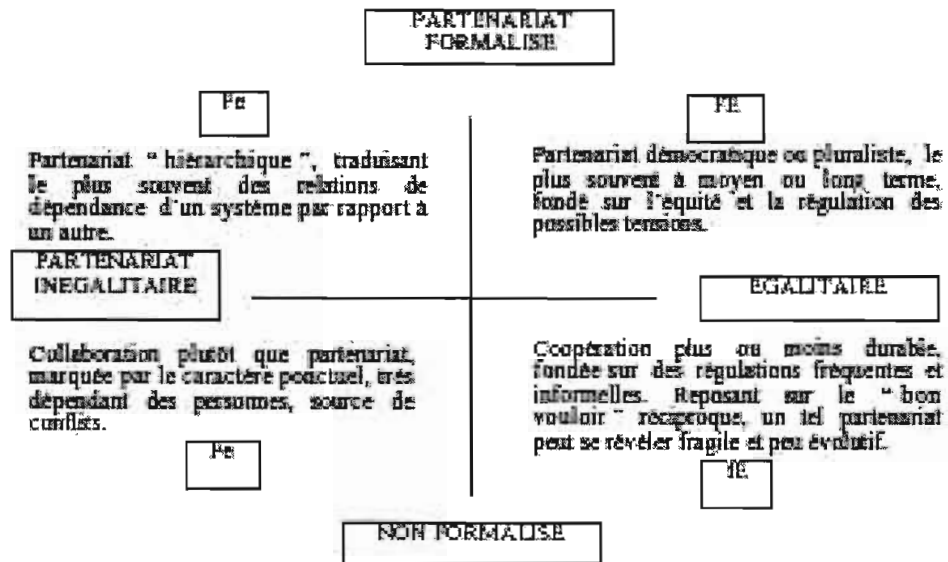 PARTENARIAT
FORMALISE
Fe
Partenariat " hiérarchique ", traduisant
le plus souvent des relations de
dépendance d'un système par rapport à
un autre.
FE
Partenariat démocratique ou pluraliste, le
plus souvent à moyen ou long terme,
fondé sur l'équité et la régulation des
possibles tensions.
PARTENARIAT
INEGALITAIRE
EGALITAIRE
Collaboration plutôt que partenariat,
marquée par le caractère ponctuel, très
dépendant des personnes, source de
conflits.
Fe
Coopération plus ou moins durable,
fondée sur des régulations fréquentes et
informelles. Reposant sur le " bon
vouloir " réciproque, un tel partenariat
peut se révéler fragile et peu évolutif.
fE
NON FORMALISE